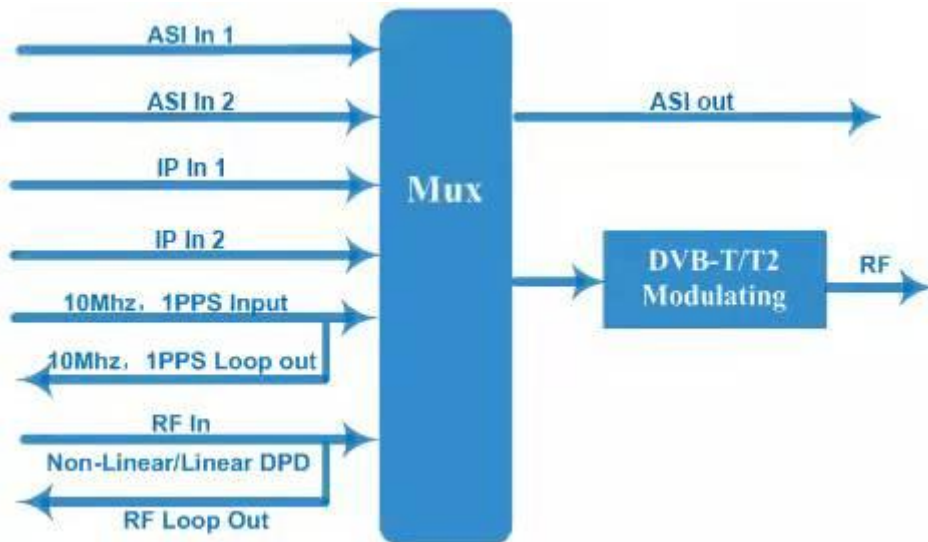 ASI In 1
ASI In 2
IP In 1
IP In 2
10Mhz，1PPS Input
10Mhz，1PPS Loop out
RF In
Non-Linear/Linear DPD
RF Loop Out
Mux
ASI out
DVB-T/T2
Modulating
RF